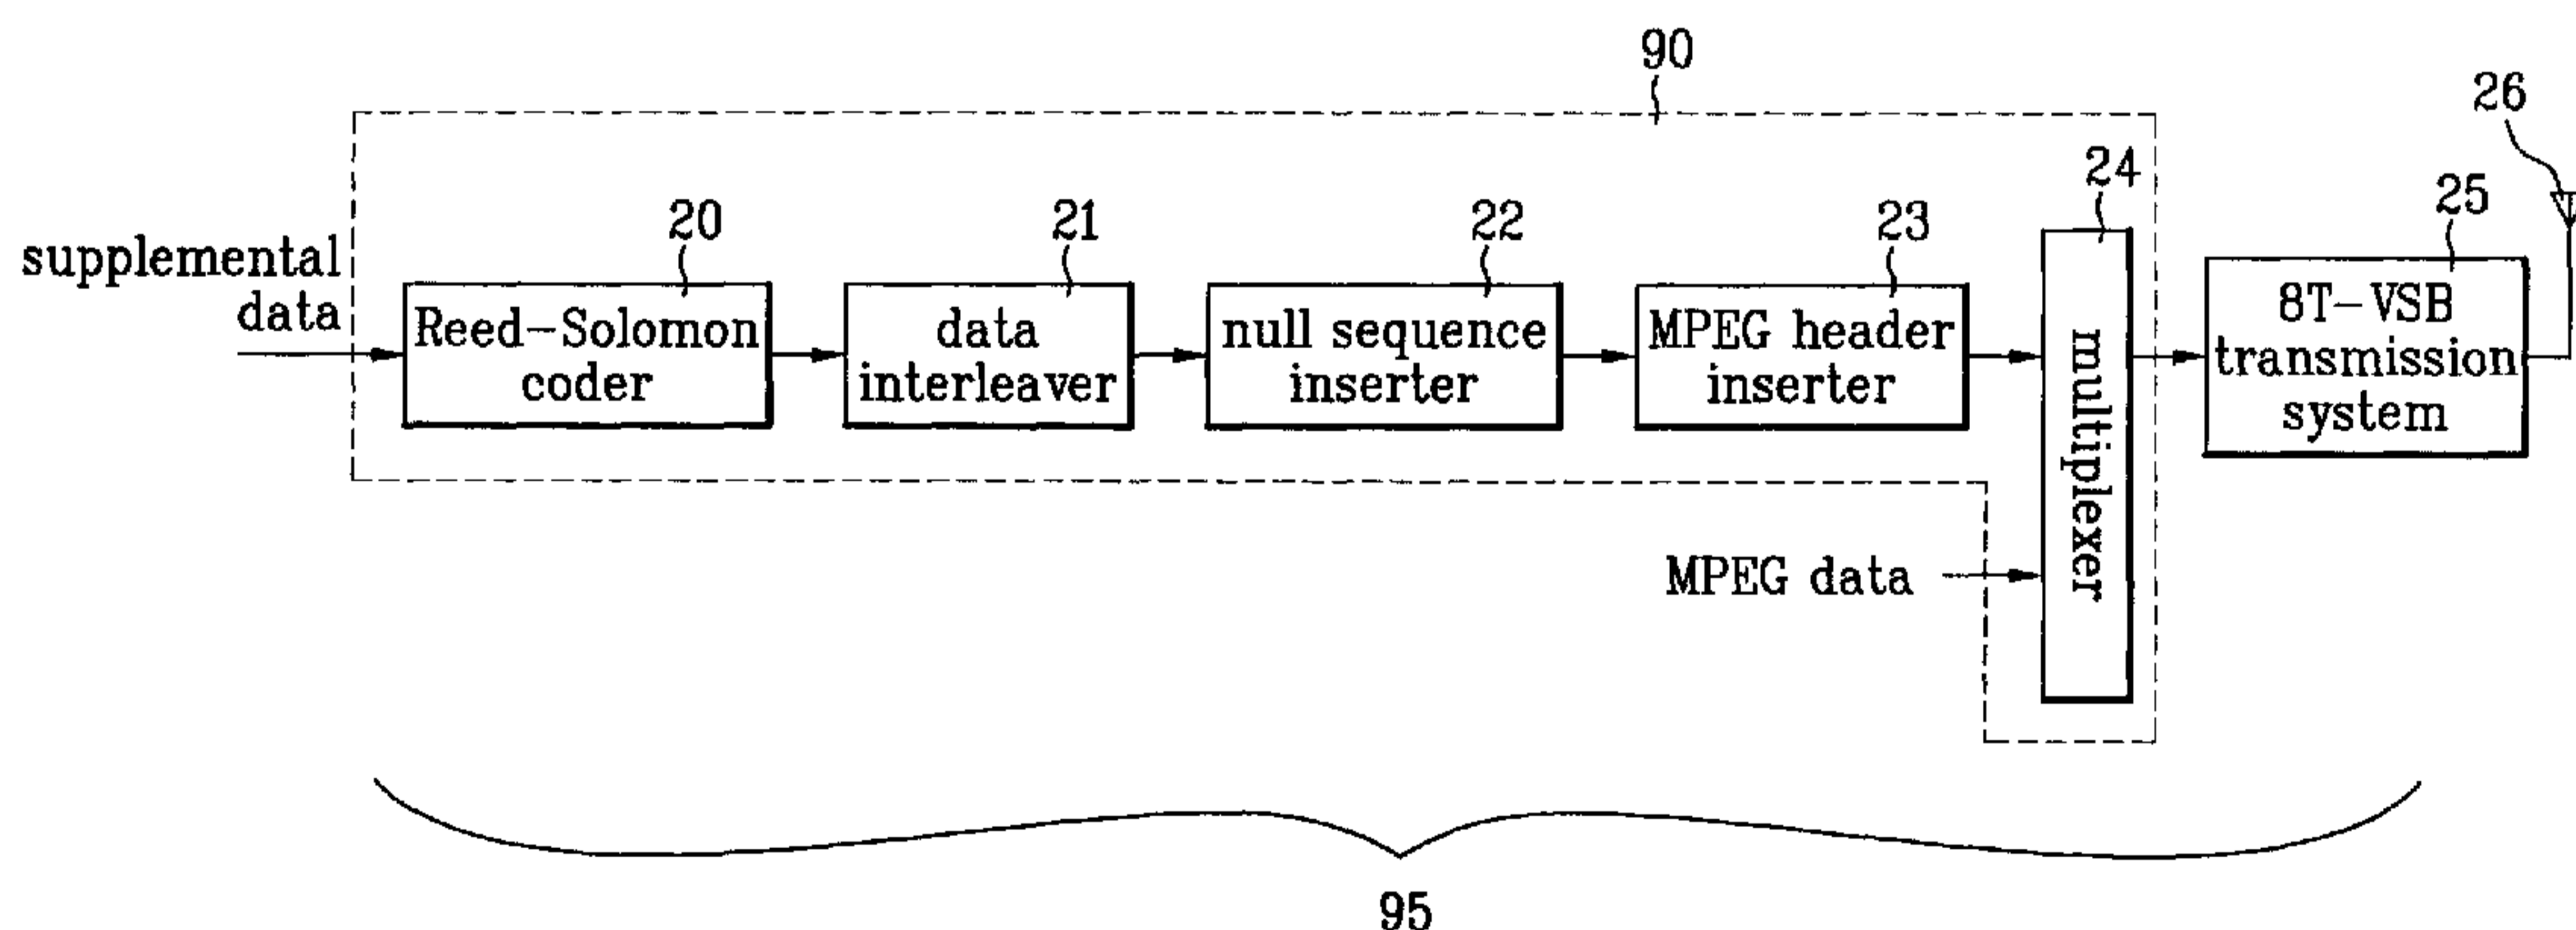 90
26
24
25
20
21
22
23
supplemental
data
Reed-Solomon
coder
data
interleaver
null sequence
inserter
MPEG header
inserter
multiplexer
8T-VSB
transmission
system
MPEG data
95